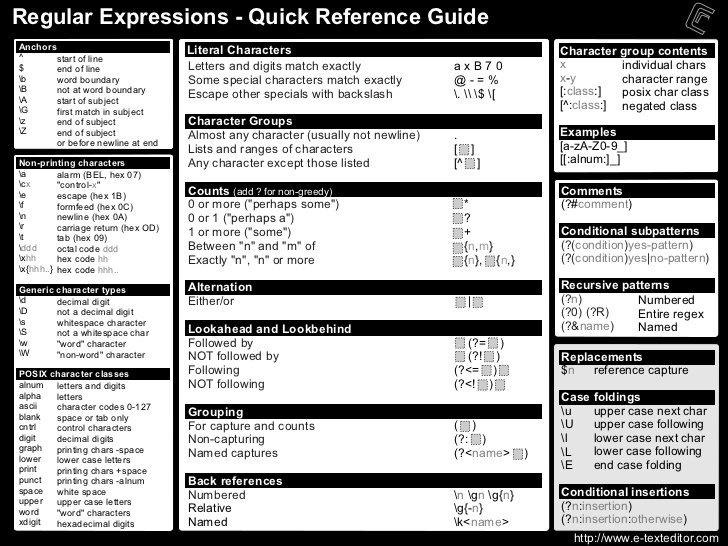 Regular Expressions - Quick Reference Guide
Anchors
^ start of line
$ end of line
\b word boundary
\B not at word boundary
\A start of subject
\G first match in subject
\z end of subject
\Z end of subject
or before newline at end
Non-printing characters
\a alarm (BEL, hex 07)
\cx "control-x"
\e escape (hex 1B)
\f formfeed (hex 0C)
\n newline (hex 0A)
\r carriage return (hex OD)
\t tab (hex 09)
\ddd octal code ddd
\xhh hex code hh
\x{hhh..} hex code hhh..
Generic character types
\d decimal digit
\D not a decimal digit
\s whitespace character
\S not a whitespace char
\w "word" character
\W "non-word" character
POSIX character classes
alnum letters and digits
alpha letters
ascii character codes 0-127
blank space or tab only
cntrl control characters
digit decimal digits
graph printing chars -space
lower lower case letters
print printing chars +space
punct printing chars -alnum
space white space
upper upper case letters
word "word" characters
xdigit hexadecimal digits
Literal Characters
Letters and digits match exactly a x B 7 0
Some special characters match exactly @ - = %
Escape other specials with backslash \. \\ \$ \[
Character Groups
Almost any character (usually not newline) .
Lists and ranges of characters [ ]
Any character except those listed [^ ]
Counts (add ? for non-greedy)
0 or more ("perhaps some") *
0 or 1 ("perhaps a") ?
1 or more ("some") +
Between "n" and "m" of {n,m}
Exactly "n", "n" or more {n}, {n,}
Alternation
Either/or |
Lookahead and Lookbehind
Followed by (?= )
NOT followed by (?! )
Following (?<= )
NOT following (?<! )
Grouping
For capture and counts ( )
Non-capturing (?: )
Named captures (?<name> )
Back references
Numbered \n \gn \g{n}
Relative \g{-n}
Named \k<name>
Character group contents
x individual chars
x-y character range
[:class:] posix char class
[^:class:] negated class
Examples
[a-zA-Z0-9_]
[[:alnum:]_]
Comments
(?#comment)
Conditional subpatterns
(?(condition)yes-pattern)
(?(condition)yes|no-pattern)
Recursive patterns
(?n) Numbered
(?0) (?R) Entire regex
(?&name) Named
Replacements
$n reference capture
Case foldings
\u upper case next char
\U upper case following
\l lower case next char
\L lower case following
\E end case folding
Conditional insertions
(?n:insertion)
(?n:insertion:otherwise)
http://www.e-texteditor.com